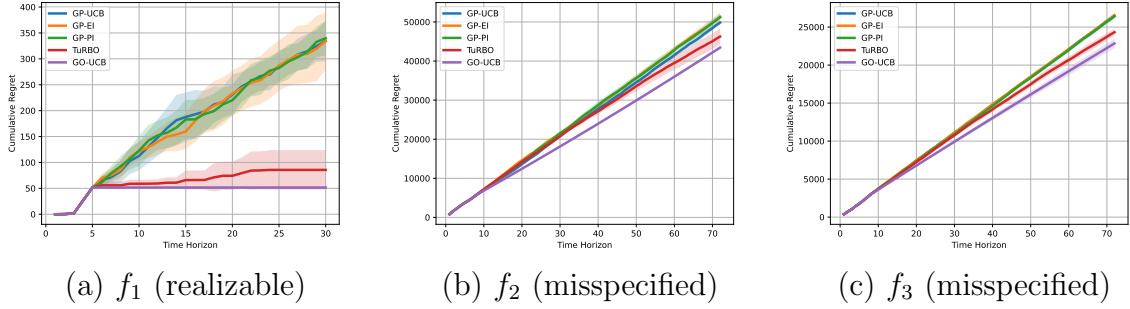 GP-UCB
GP-EI
GP-PI
TuRBO
GO-UCB
Cumulative Regret
400
350
300
250
200
150
100
50
0
0 5 10 15 20 25 30
Time Horizon
(a) f1 (realizable)
GP-UCB
GP-EI
GP-PI
TuRBO
GO-UCB
Cumulative Regret
50000
40000
30000
20000
10000
0
0 10 20 30 40 50 60 70
Time Horizon
(b) f2 (misspecified)
GP-UCB
GP-EI
GP-PI
TuRBO
GO-UCB
Cumulative Regret
25000
20000
15000
10000
5000
0
0 10 20 30 40 50 60 70
Time Horizon
(c) f3 (misspecified)